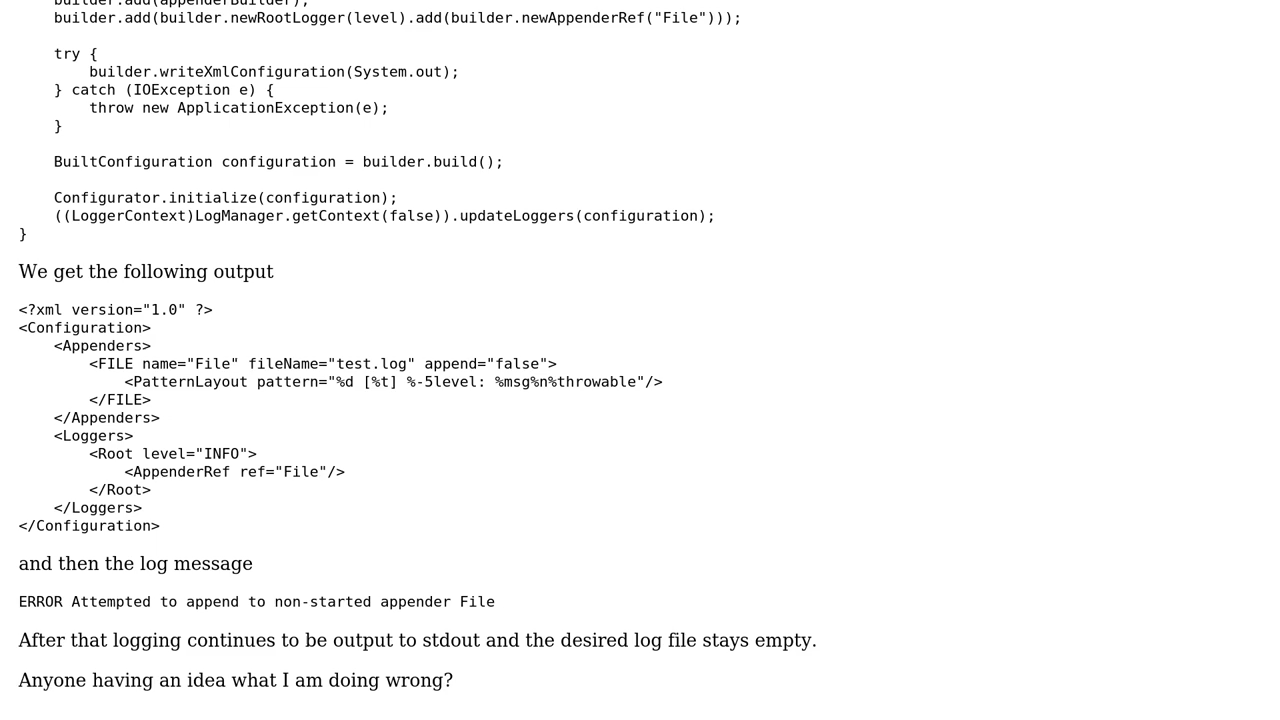 builder.add(appenderBuilder);
builder.add(builder.newRootLogger(level).add(builder.newAppenderRef("File")));
try {
builder.writeXmlConfiguration(System.out);
} catch (IOException e) {
throw new ApplicationException(e);
}
BuiltConfiguration configuration = builder.build();
Configurator.initialize(configuration);
((LoggerContext)LogManager.getContext(false)).updateLoggers(configuration);
}
We get the following output
<?xml version="1.0" ?>
<Configuration>
<Appenders>
<FILE name="File" fileName="test.log" append="false">
<PatternLayout pattern="%d [%t] %-5level: %msg%n%throwable"/>
</FILE>
</Appenders>
<Loggers>
<Root level="INFO">
<AppenderRef ref="File"/>
</Root>
</Loggers>
</Configuration>
and then the log message
ERROR Attempted to append to non-started appender File
After that logging continues to be output to stdout and the desired log file stays empty.
Anyone having an idea what I am doing wrong?